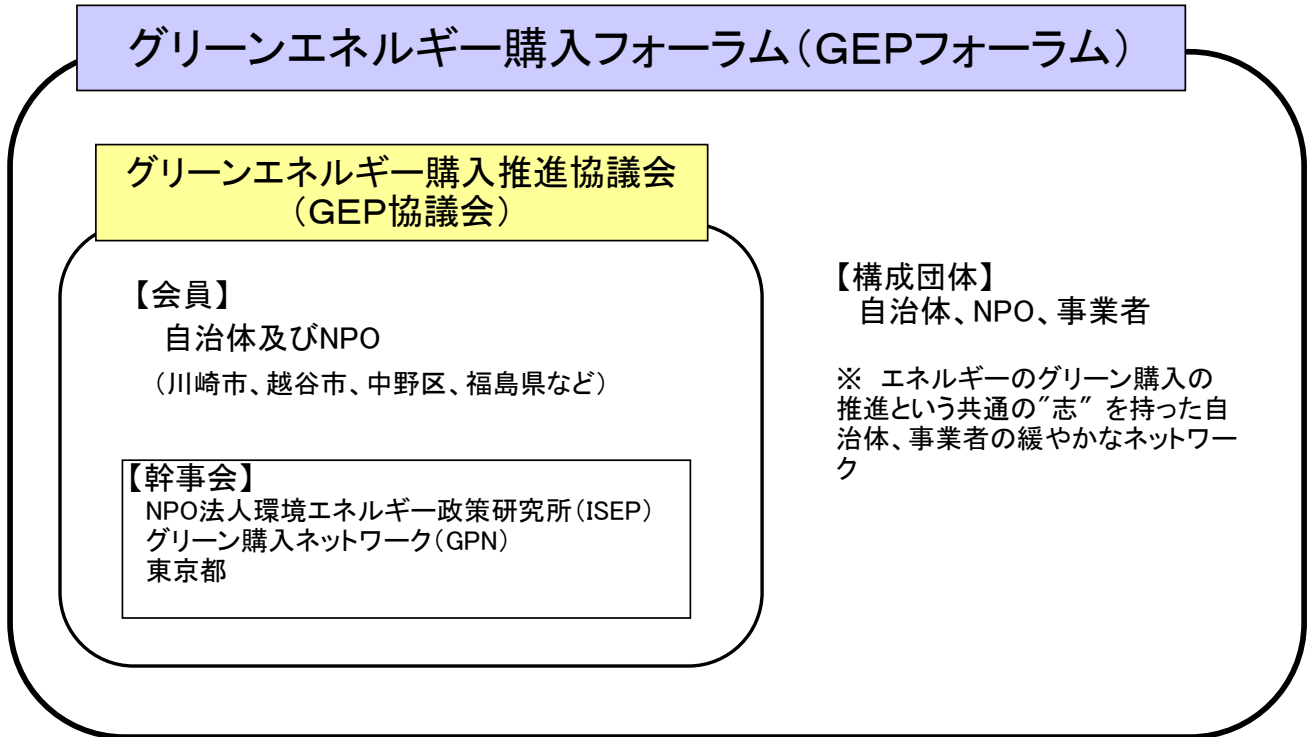 グリーンエネルギー購入フォーラム（GEPフォーラム）
グリーンエネルギー購入推進協議会
（GEP協議会）
【会員】
自治体及びNPO
（川崎市、越谷市、中野区、福島県など）
【幹事会】
NPO法人環境エネルギー政策研究所（ISEP）
グリーン購入ネットワーク（GPN）
東京都
【構成団体】
自治体、NPO、事業者
※　エネルギーのグリーン購入の
推進という共通の″志″ を持った自
治体、事業者の緩やかなネットワー
ク